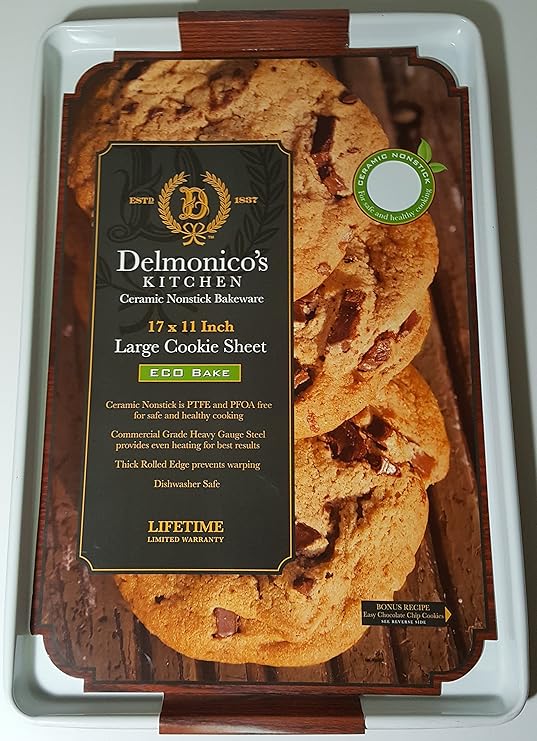 ESTD 1837
D
Delmonico's
KITCHEN
Ceramic Nonstick Bakeware
17 x 11 Inch
Large Cookie Sheet
ECO BAKE
Ceramic Nonstick is PTFE and PFOA free
for safe and healthy cooking
Commercial Grade Heavy Gauge Steel
provides even heating for best results
Thick Rolled Edge prevents warping
Dishwasher Safe
LIFETIME
LIMITED WARRANTY
CERAMIC NONSTICK
For safe and healthy cooking
BONUS RECIPE
Easy Chocolate Chip Cookies
SEE REVERSE SIDE